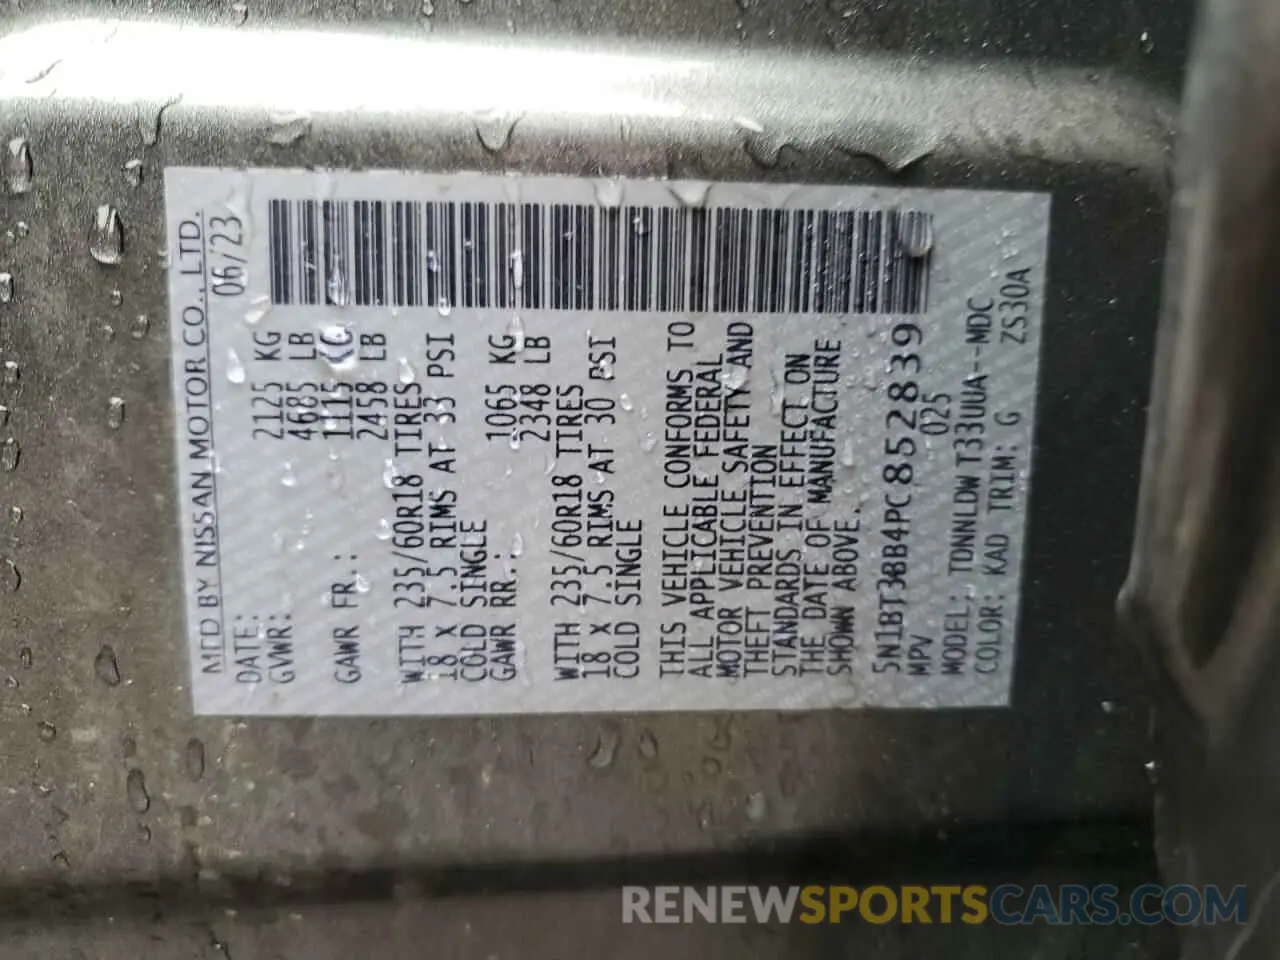 MFD BY NISSAN MOTOR CO., LTD.
DATE: 06/23
GVWR: 2125 KG
4685 LB
GAWR FR.: 1115 KG
2458 LB
WITH 235/60R18 TIRES
18 X 7.5 RIMS AT 33 PSI
COLD SINGLE
GAWR RR.: 1065 KG
2348 LB
WITH 235/60R18 TIRES
18 X 7.5 RIMS AT 30 PSI
COLD SINGLE
THIS VEHICLE CONFORMS TO
ALL APPLICABLE FEDERAL
MOTOR VEHICLE SAFETY AND
THEFT PREVENTION
STANDARDS IN EFFECT ON
THE DATE OF MANUFACTURE
SHOWN ABOVE.
5N1BT3BB4PC852839
MPV 025
MODEL: TDNNLDW T33UUA-MDC
COLOR: KAD TRIM: G ZS30A
RENEWSPORTSCARS.COM